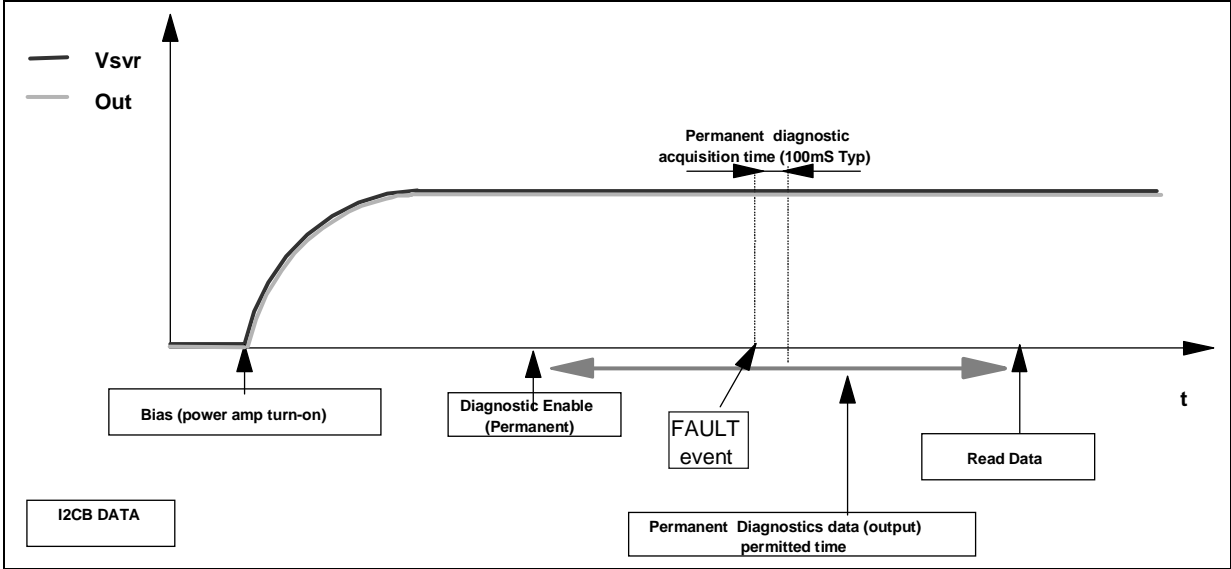 Vsvr
Out
Permanent diagnostic
acquisition time (100mS Typ)
t
Bias (power amp turn-on)
Diagnostic Enable
(Permanent)
FAULT
event
Read Data
I2CB DATA
Permanent Diagnostics data (output)
permitted time